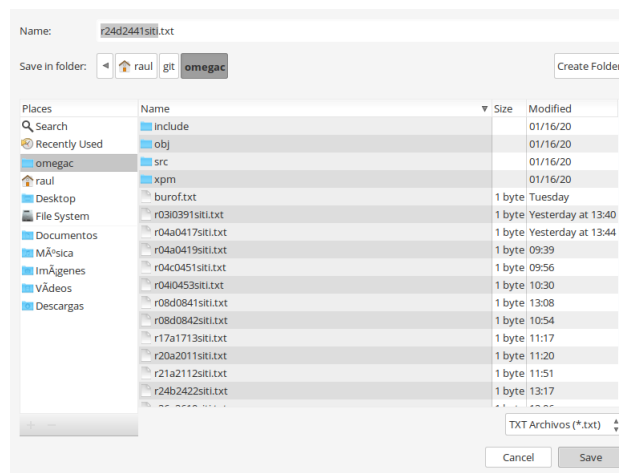 Name: r24d2441siti.txt
Save in folder: raul git omegac Create Folder
Places Name Size Modified
Search include 01/16/20
Recently Used obj 01/16/20
omegac src 01/16/20
raul xpm 01/16/20
Desktop burof.txt 1 byte Tuesday
File System r03i0391siti.txt 1 byte Yesterday at 13:40
Documentos r04a0417siti.txt 1 byte Yesterday at 13:44
MÃºsica r04a0419siti.txt 1 byte 09:39
ImÃ¡genes r04c0451siti.txt 1 byte 09:56
VÃ­deos r04i0453siti.txt 1 byte 10:30
Descargas r08d0841siti.txt 1 byte 13:08
r08d0842siti.txt 1 byte 10:54
r17a1713siti.txt 1 byte 11:17
r20a2011siti.txt 1 byte 11:20
r21a2112siti.txt 1 byte 11:51
r24b2422siti.txt 1 byte 13:17
TXT Archivos (*.txt)
Cancel Save